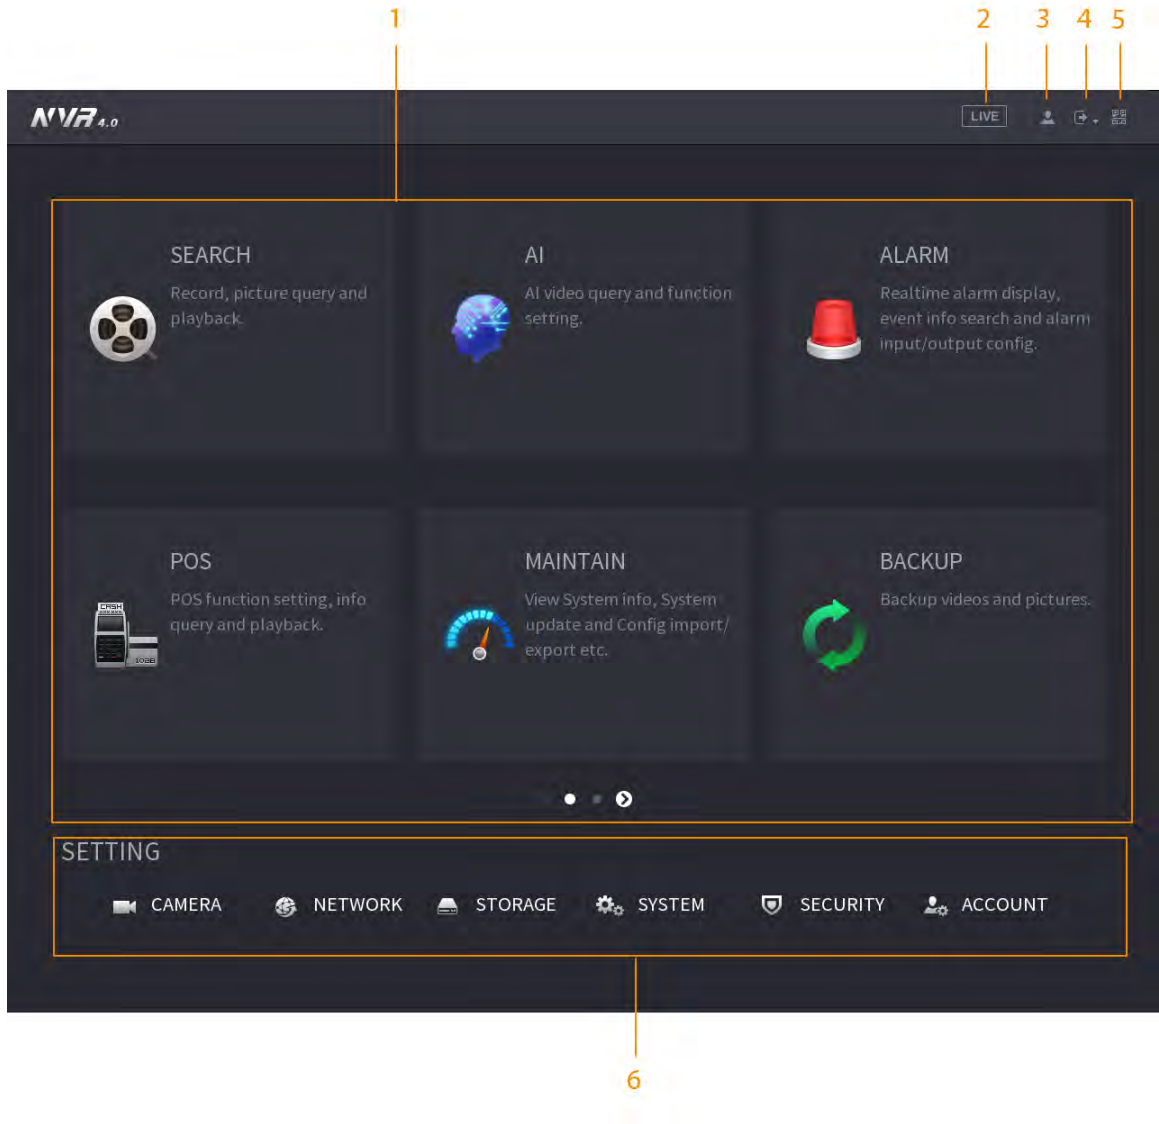 1
2 3 4 5
NVR 4.0
LIVE
SEARCH
Record, picture query and
playback.
AI
AI video query and function
setting.
ALARM
Realtime alarm display,
event info search and alarm
input/output config.
POS
POS function setting, info
query and playback.
CASH
MAINTAIN
View System info, System
update and Config import/
export etc.
BACKUP
Backup videos and pictures.
SETTING
CAMERA
NETWORK
STORAGE
SYSTEM
SECURITY
ACCOUNT
6